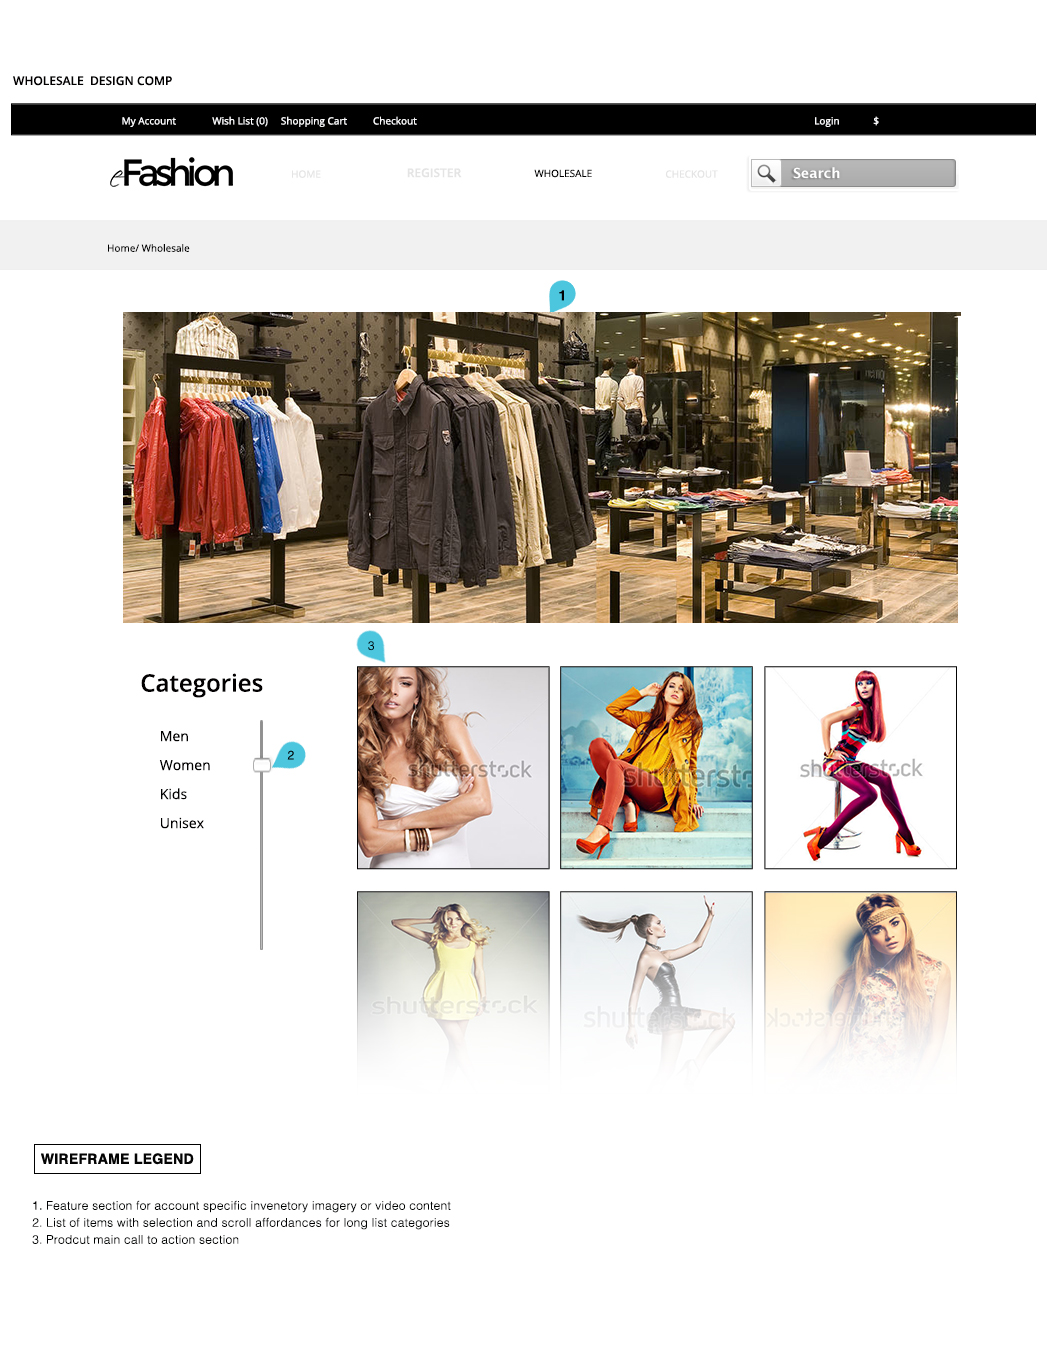 WHOLESALE  DESIGN COMP
My Account Wish List (0) Shopping Cart Checkout Login $
eFashion HOME REGISTER WHOLESALE CHECKOUT Search
Home/ Wholesale
1
3
Categories
Men
Women
Kids
Unisex
2
shutterstock
shutterstoc
shutterstock
shutterstock
shutterstock
shutterstock
WIREFRAME LEGEND
1. Feature section for account specific invenetory imagery or video content
2. List of items with selection and scroll affordances for long list categories
3. Prodcut main call to action section